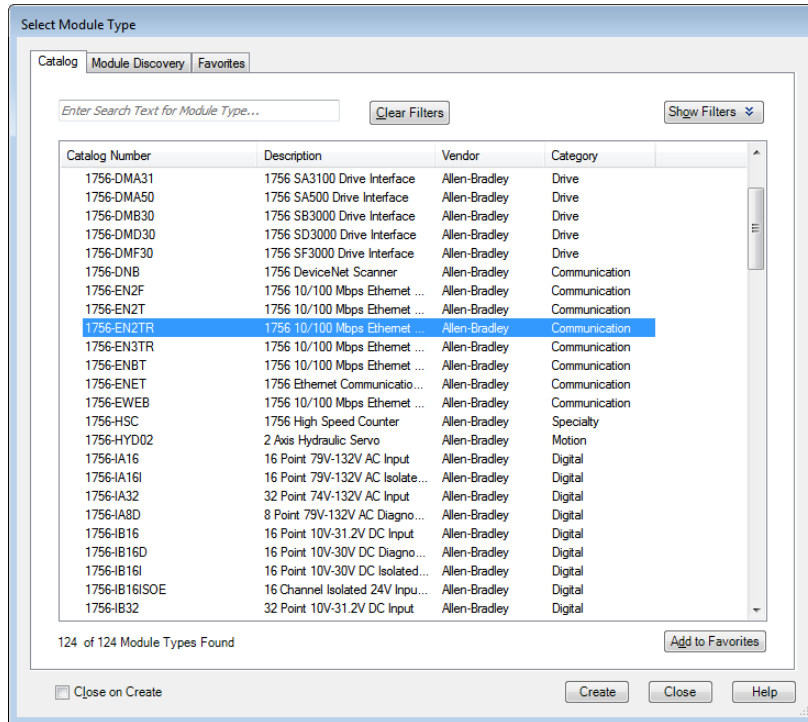 Select Module Type
Catalog Module Discovery Favorites
Enter Search Text for Module Type... Clear Filters Show Filters
Catalog Number Description Vendor Category
1756-DMA31 1756 SA3100 Drive Interface Allen-Bradley Drive
1756-DMA50 1756 SA500 Drive Interface Allen-Bradley Drive
1756-DMB30 1756 SB3000 Drive Interface Allen-Bradley Drive
1756-DMD30 1756 SD3000 Drive Interface Allen-Bradley Drive
1756-DMF30 1756 SF3000 Drive Interface Allen-Bradley Drive
1756-DNB 1756 DeviceNet Scanner Allen-Bradley Communication
1756-EN2F 1756 10/100 Mbps Ethernet ... Allen-Bradley Communication
1756-EN2T 1756 10/100 Mbps Ethernet ... Allen-Bradley Communication
1756-EN2TR 1756 10/100 Mbps Ethernet ... Allen-Bradley Communication
1756-EN3TR 1756 10/100 Mbps Ethernet ... Allen-Bradley Communication
1756-ENBT 1756 10/100 Mbps Ethernet ... Allen-Bradley Communication
1756-ENET 1756 Ethernet Communicatio... Allen-Bradley Communication
1756-EWEB 1756 10/100 Mbps Ethernet ... Allen-Bradley Communication
1756-HSC 1756 High Speed Counter Allen-Bradley Specialty
1756-HYD02 2 Axis Hydraulic Servo Allen-Bradley Motion
1756-IA16 16 Point 79V-132V AC Input Allen-Bradley Digital
1756-IA16I 16 Point 79V-132V AC Isolate... Allen-Bradley Digital
1756-IA32 32 Point 74V-132V AC Input Allen-Bradley Digital
1756-IA8D 8 Point 79V-132V AC Diagno... Allen-Bradley Digital
1756-IB16 16 Point 10V-31.2V DC Input Allen-Bradley Digital
1756-IB16D 16 Point 10V-30V DC Diagno... Allen-Bradley Digital
1756-IB16I 16 Point 10V-30V DC Isolated... Allen-Bradley Digital
1756-IB16ISOE 16 Channel Isolated 24V Inpu... Allen-Bradley Digital
1756-IB32 32 Point 10V-31.2V DC Input Allen-Bradley Digital
124 of 124 Module Types Found Add to Favorites
Close on Create Create Close Help